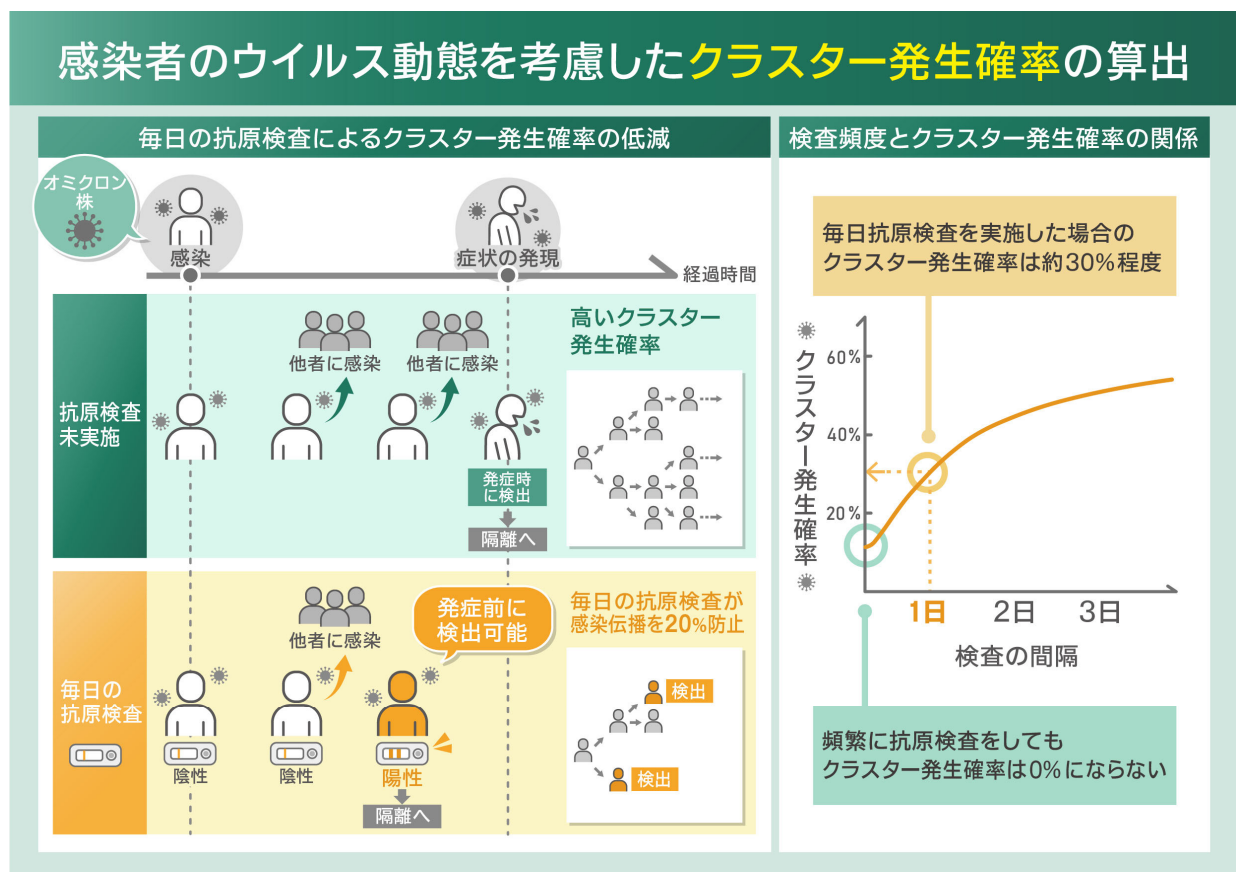 感染者のウイルス動態を考慮したクラスター発生確率の算出
毎日の抗原検査によるクラスター発生確率の低減
オミクロン
株
感染
症状の発現
経過時間
抗原検査
未実施
他者に感染
他者に感染
発症時
に検出
隔離へ
高いクラスター
発生確率
毎日の
抗原検査
他者に感染
発症前に
検出可能
陰性
陰性
陽性
隔離へ
毎日の抗原検査が
感染伝播を20%防止
検出
検出
検査頻度とクラスター発生確率の関係
毎日抗原検査を実施した場合の
クラスター発生確率は約30%程度
クラスター発生確率
60%
40%
20%
1日
2日
3日
検査の間隔
頻繁に抗原検査をしても
クラスター発生確率は0%にならない